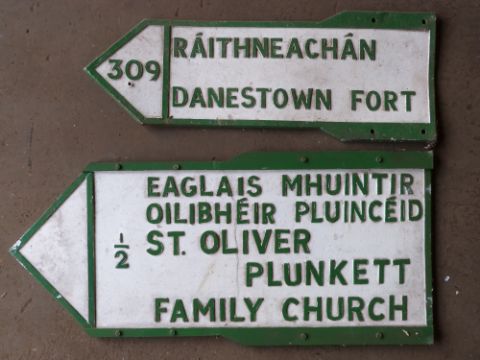 309
RÁITHNEACHÁN
DANESTOWN FORT
½
EAGLAIS MHUINTIR
OILIBHÉIR PLUINCÉID
ST. OLIVER
PLUNKETT
FAMILY CHURCH